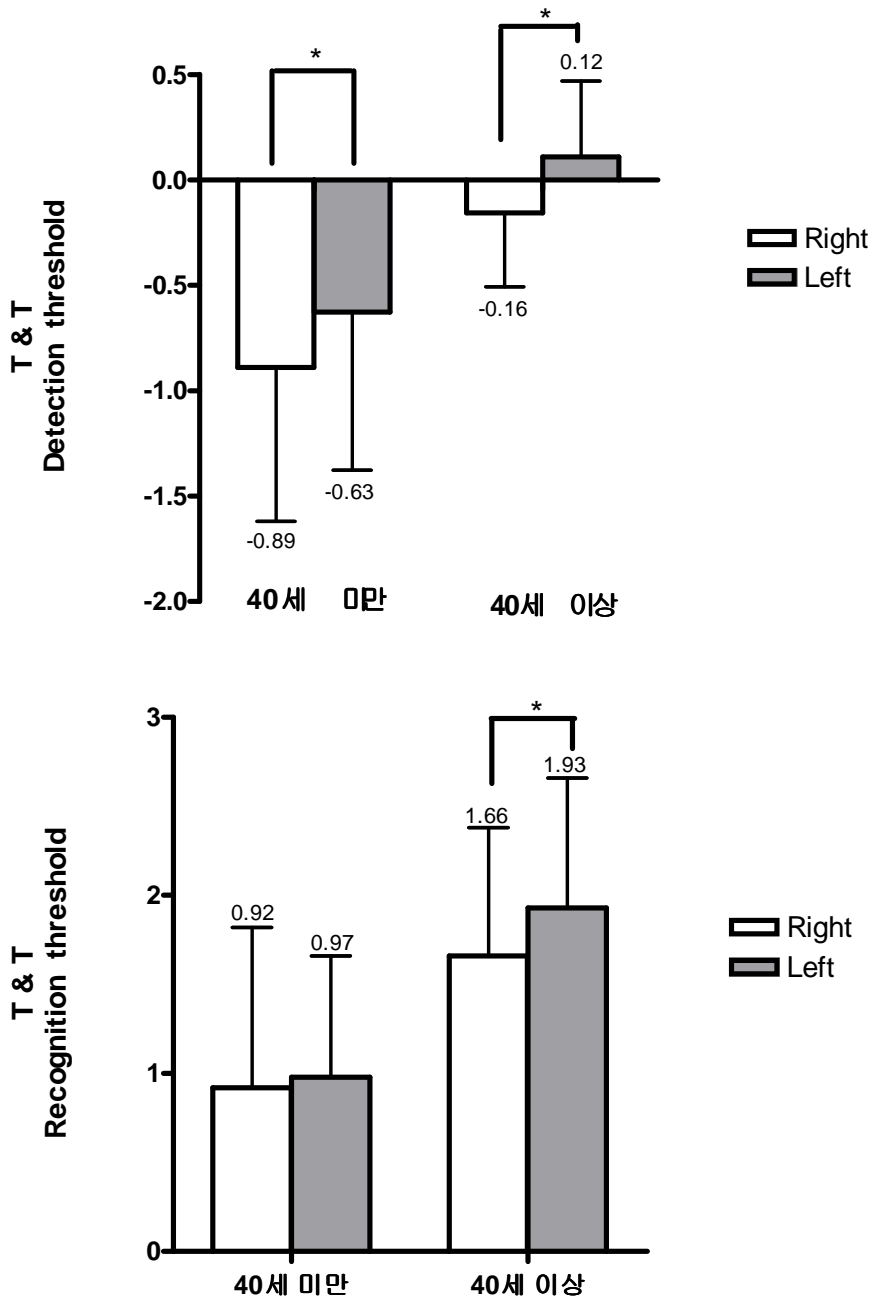 *
*
0.12
0.5
0.0
-0.5
-1.0
-1.5
-2.0
T & T
Detection threshold
-0.16
-0.63
-0.89
Right
Left
40세 미만
40세 이상
*
3
2
1
0
T & T
Recognition threshold
1.93
1.66
0.92
0.97
Right
Left
40세 미만
40세 이상